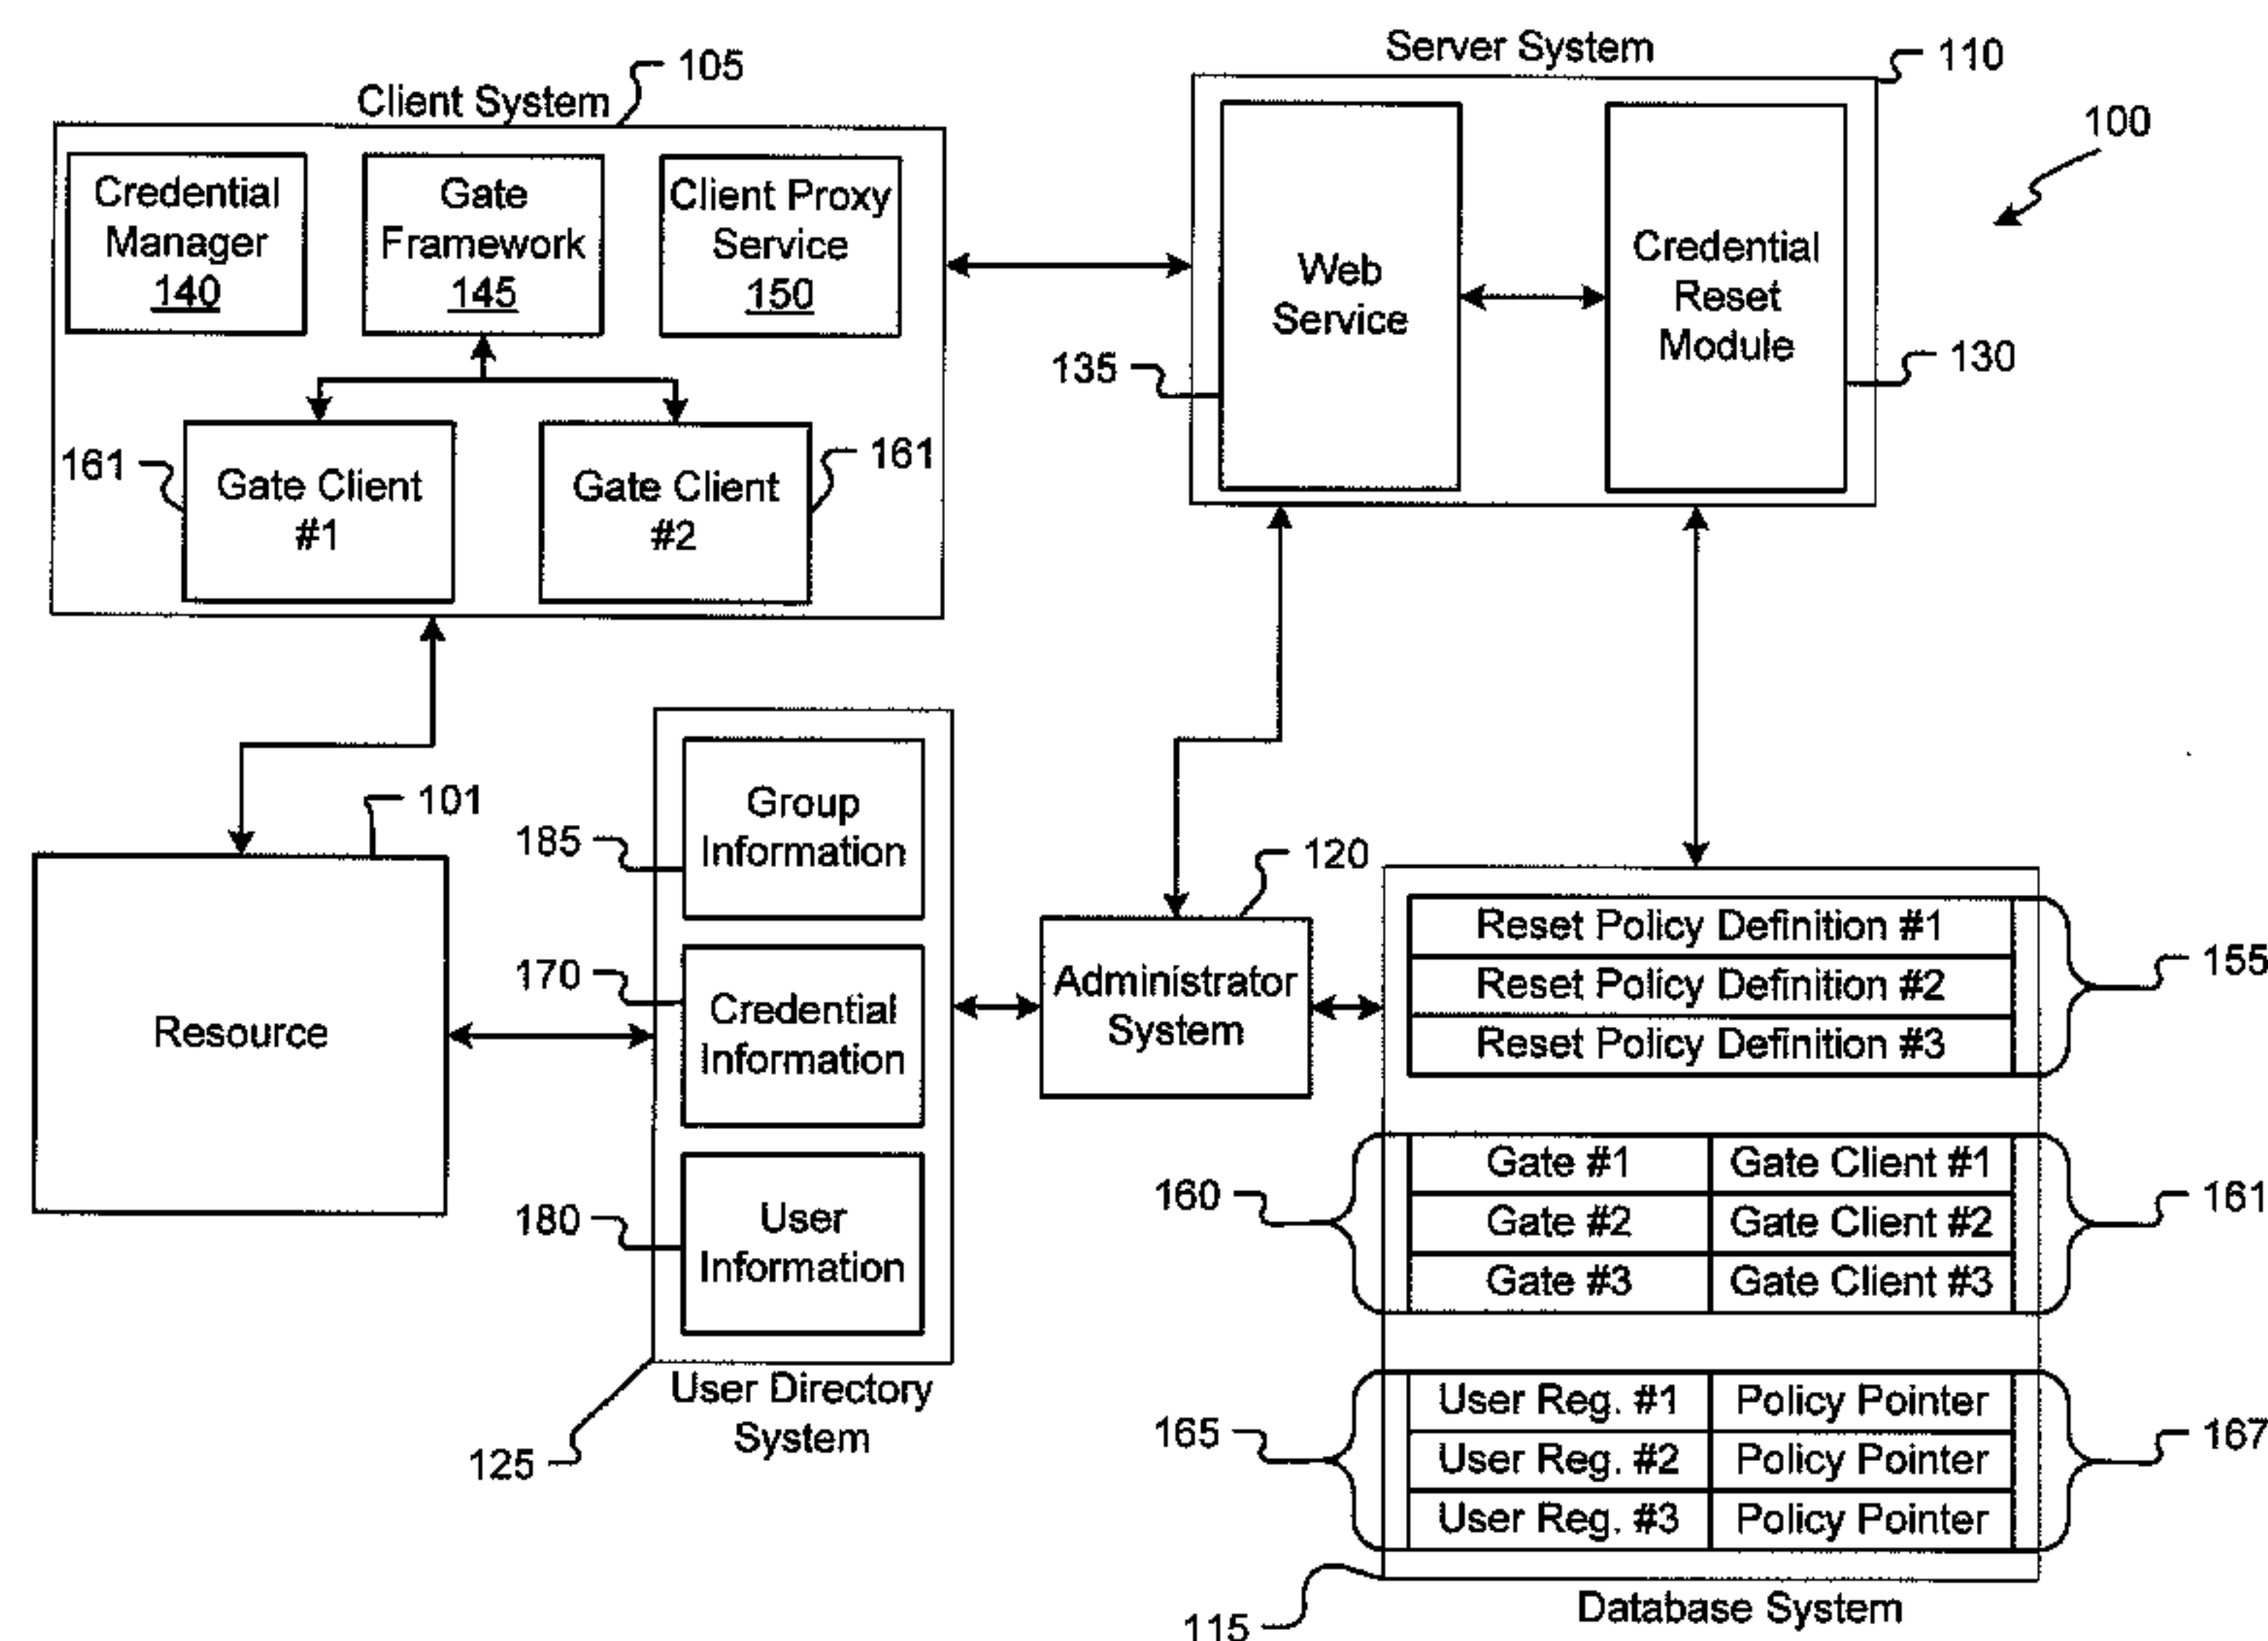 Server System
110
105
Client System
100
Credential
Manager
140
Gate
Framework
145
Client Proxy
Service
150
Web
Service
Credential
Reset
Module
135
130
161
Gate Client
#1
Gate Client
#2
161
101
Resource
185
Group
Information
170
Credential
Information
180
User
Information
User Directory
System
125
120
Administrator
System
Reset Policy Definition #1
Reset Policy Definition #2
Reset Policy Definition #3
155
160
Gate #1 Gate Client #1
Gate #2 Gate Client #2
Gate #3 Gate Client #3
161
165
User Reg. #1 Policy Pointer
User Reg. #2 Policy Pointer
User Reg. #3 Policy Pointer
167
115
Database System